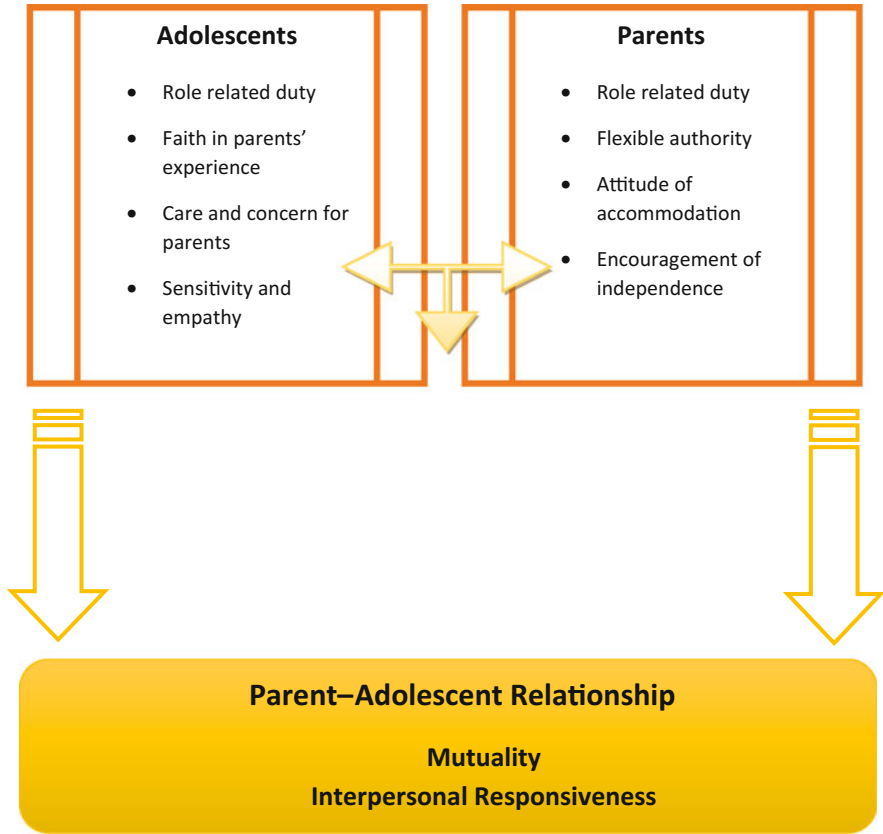 Adolescents
• Role related duty
• Faith in parents’
experience
• Care and concern for
parents
• Sensitivity and
empathy
Parents
• Role related duty
• Flexible authority
• Attitude of
accommodation
• Encouragement of
independence
Parent–Adolescent Relationship
Mutuality
Interpersonal Responsiveness